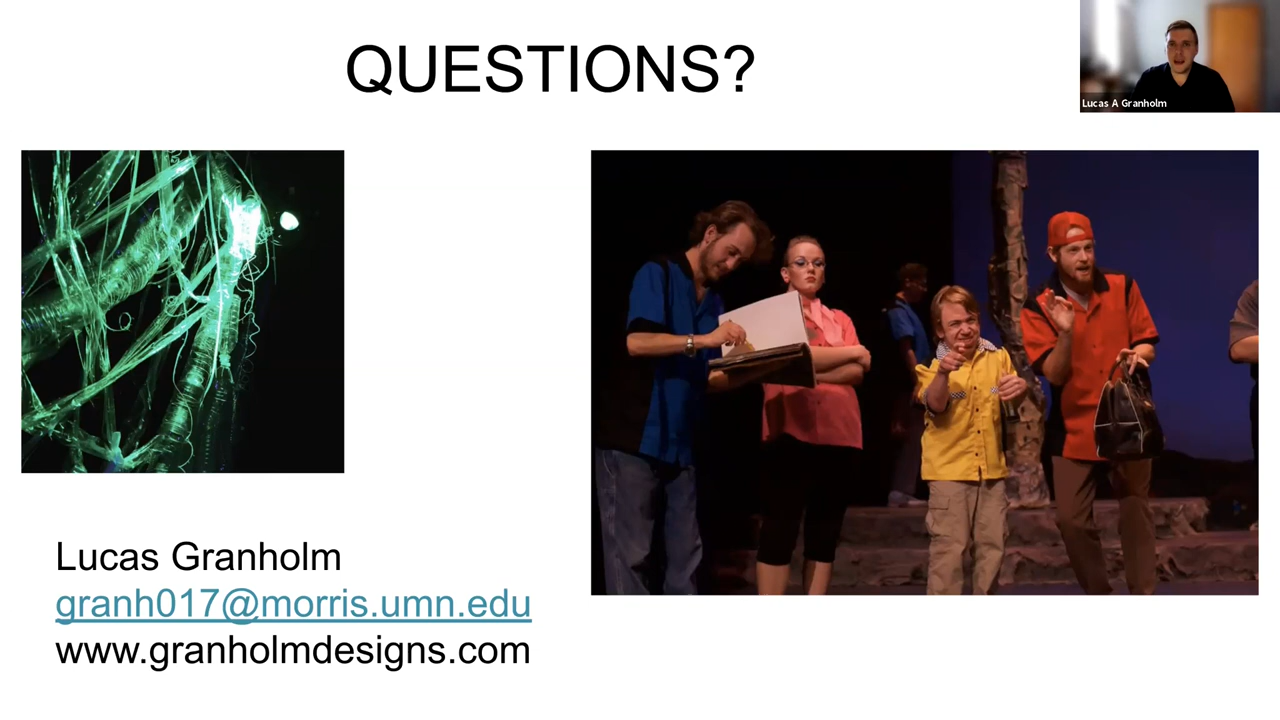 QUESTIONS?
Lucas A Granholm
Lucas Granholm
granh017@morris.umn.edu
www.granholmdesigns.com